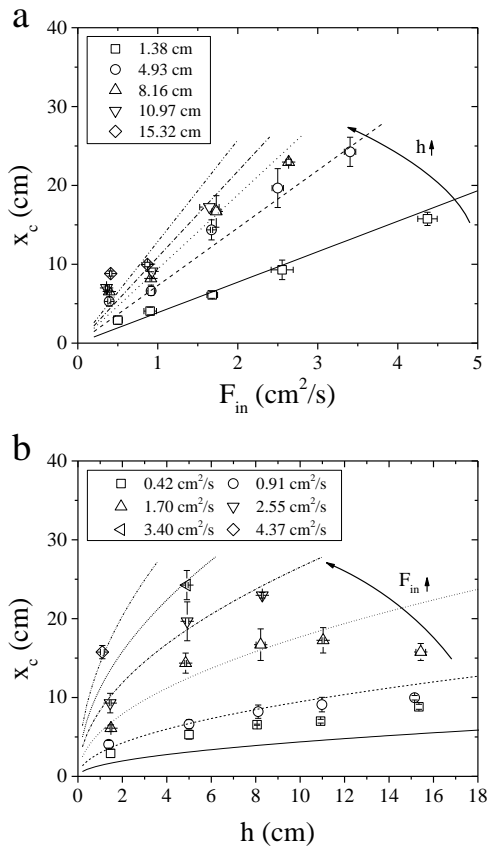 a
40
30
20
10
0
x_c (cm)
1.38 cm
4.93 cm
8.16 cm
10.97 cm
15.32 cm
h
0 1 2 3 4 5
F_in (cm²/s)
b
40
30
20
10
0
x_c (cm)
0.42 cm²/s 0.91 cm²/s
1.70 cm²/s 2.55 cm²/s
3.40 cm²/s 4.37 cm²/s
F_in
0 2 4 6 8 10 12 14 16 18
h (cm)